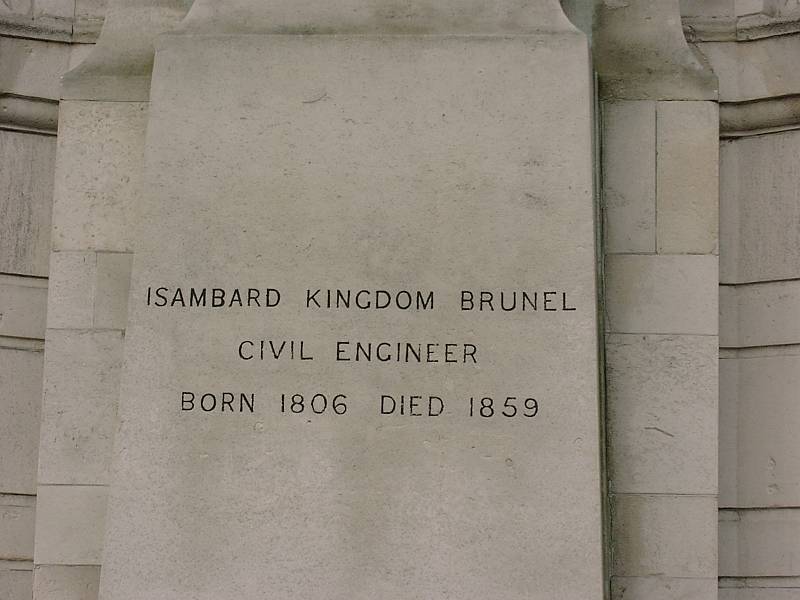 ISAMBARD KINGDOM BRUNEL
CIVIL ENGINEER
BORN 1806 DIED 1859